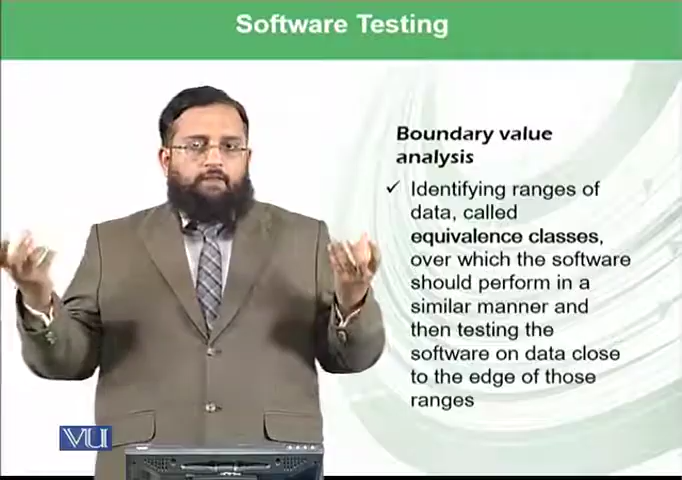 Software Testing
Boundary value
analysis
✓ Identifying ranges of
data, called
equivalence classes,
over which the software
should perform in a
similar manner and
then testing the
software on data close
to the edge of those
ranges
VU